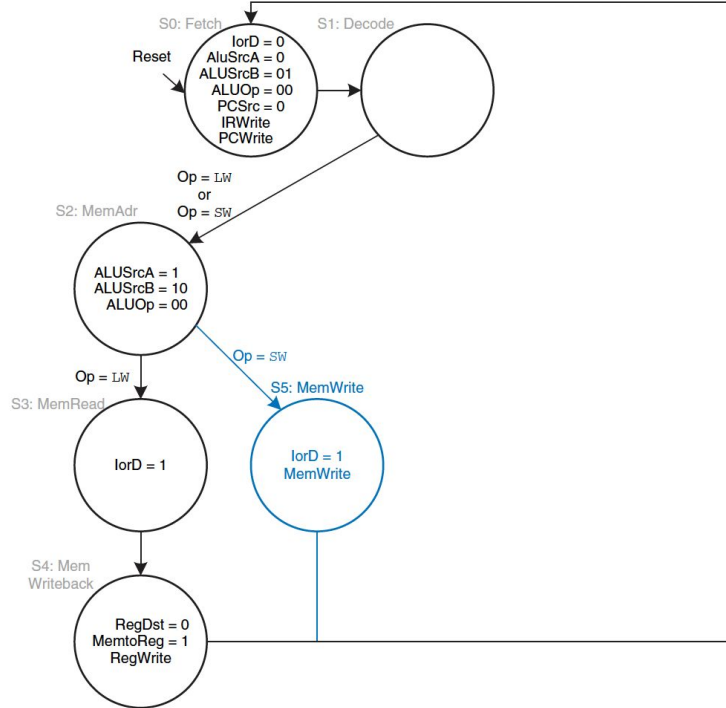 S0: Fetch
S1: Decode
Reset
IorD = 0
AluSrcA = 0
ALUSrcB = 01
ALUOp = 00
PCSrc = 0
IRWrite
PCWrite
Op = LW
or
Op = SW
S2: MemAdr
ALUSrcA = 1
ALUSrcB = 10
ALUOp = 00
Op = SW
Op = LW
S5: MemWrite
S3: MemRead
IorD = 1
IorD = 1
MemWrite
S4: Mem
Writeback
RegDst = 0
MemtoReg = 1
RegWrite